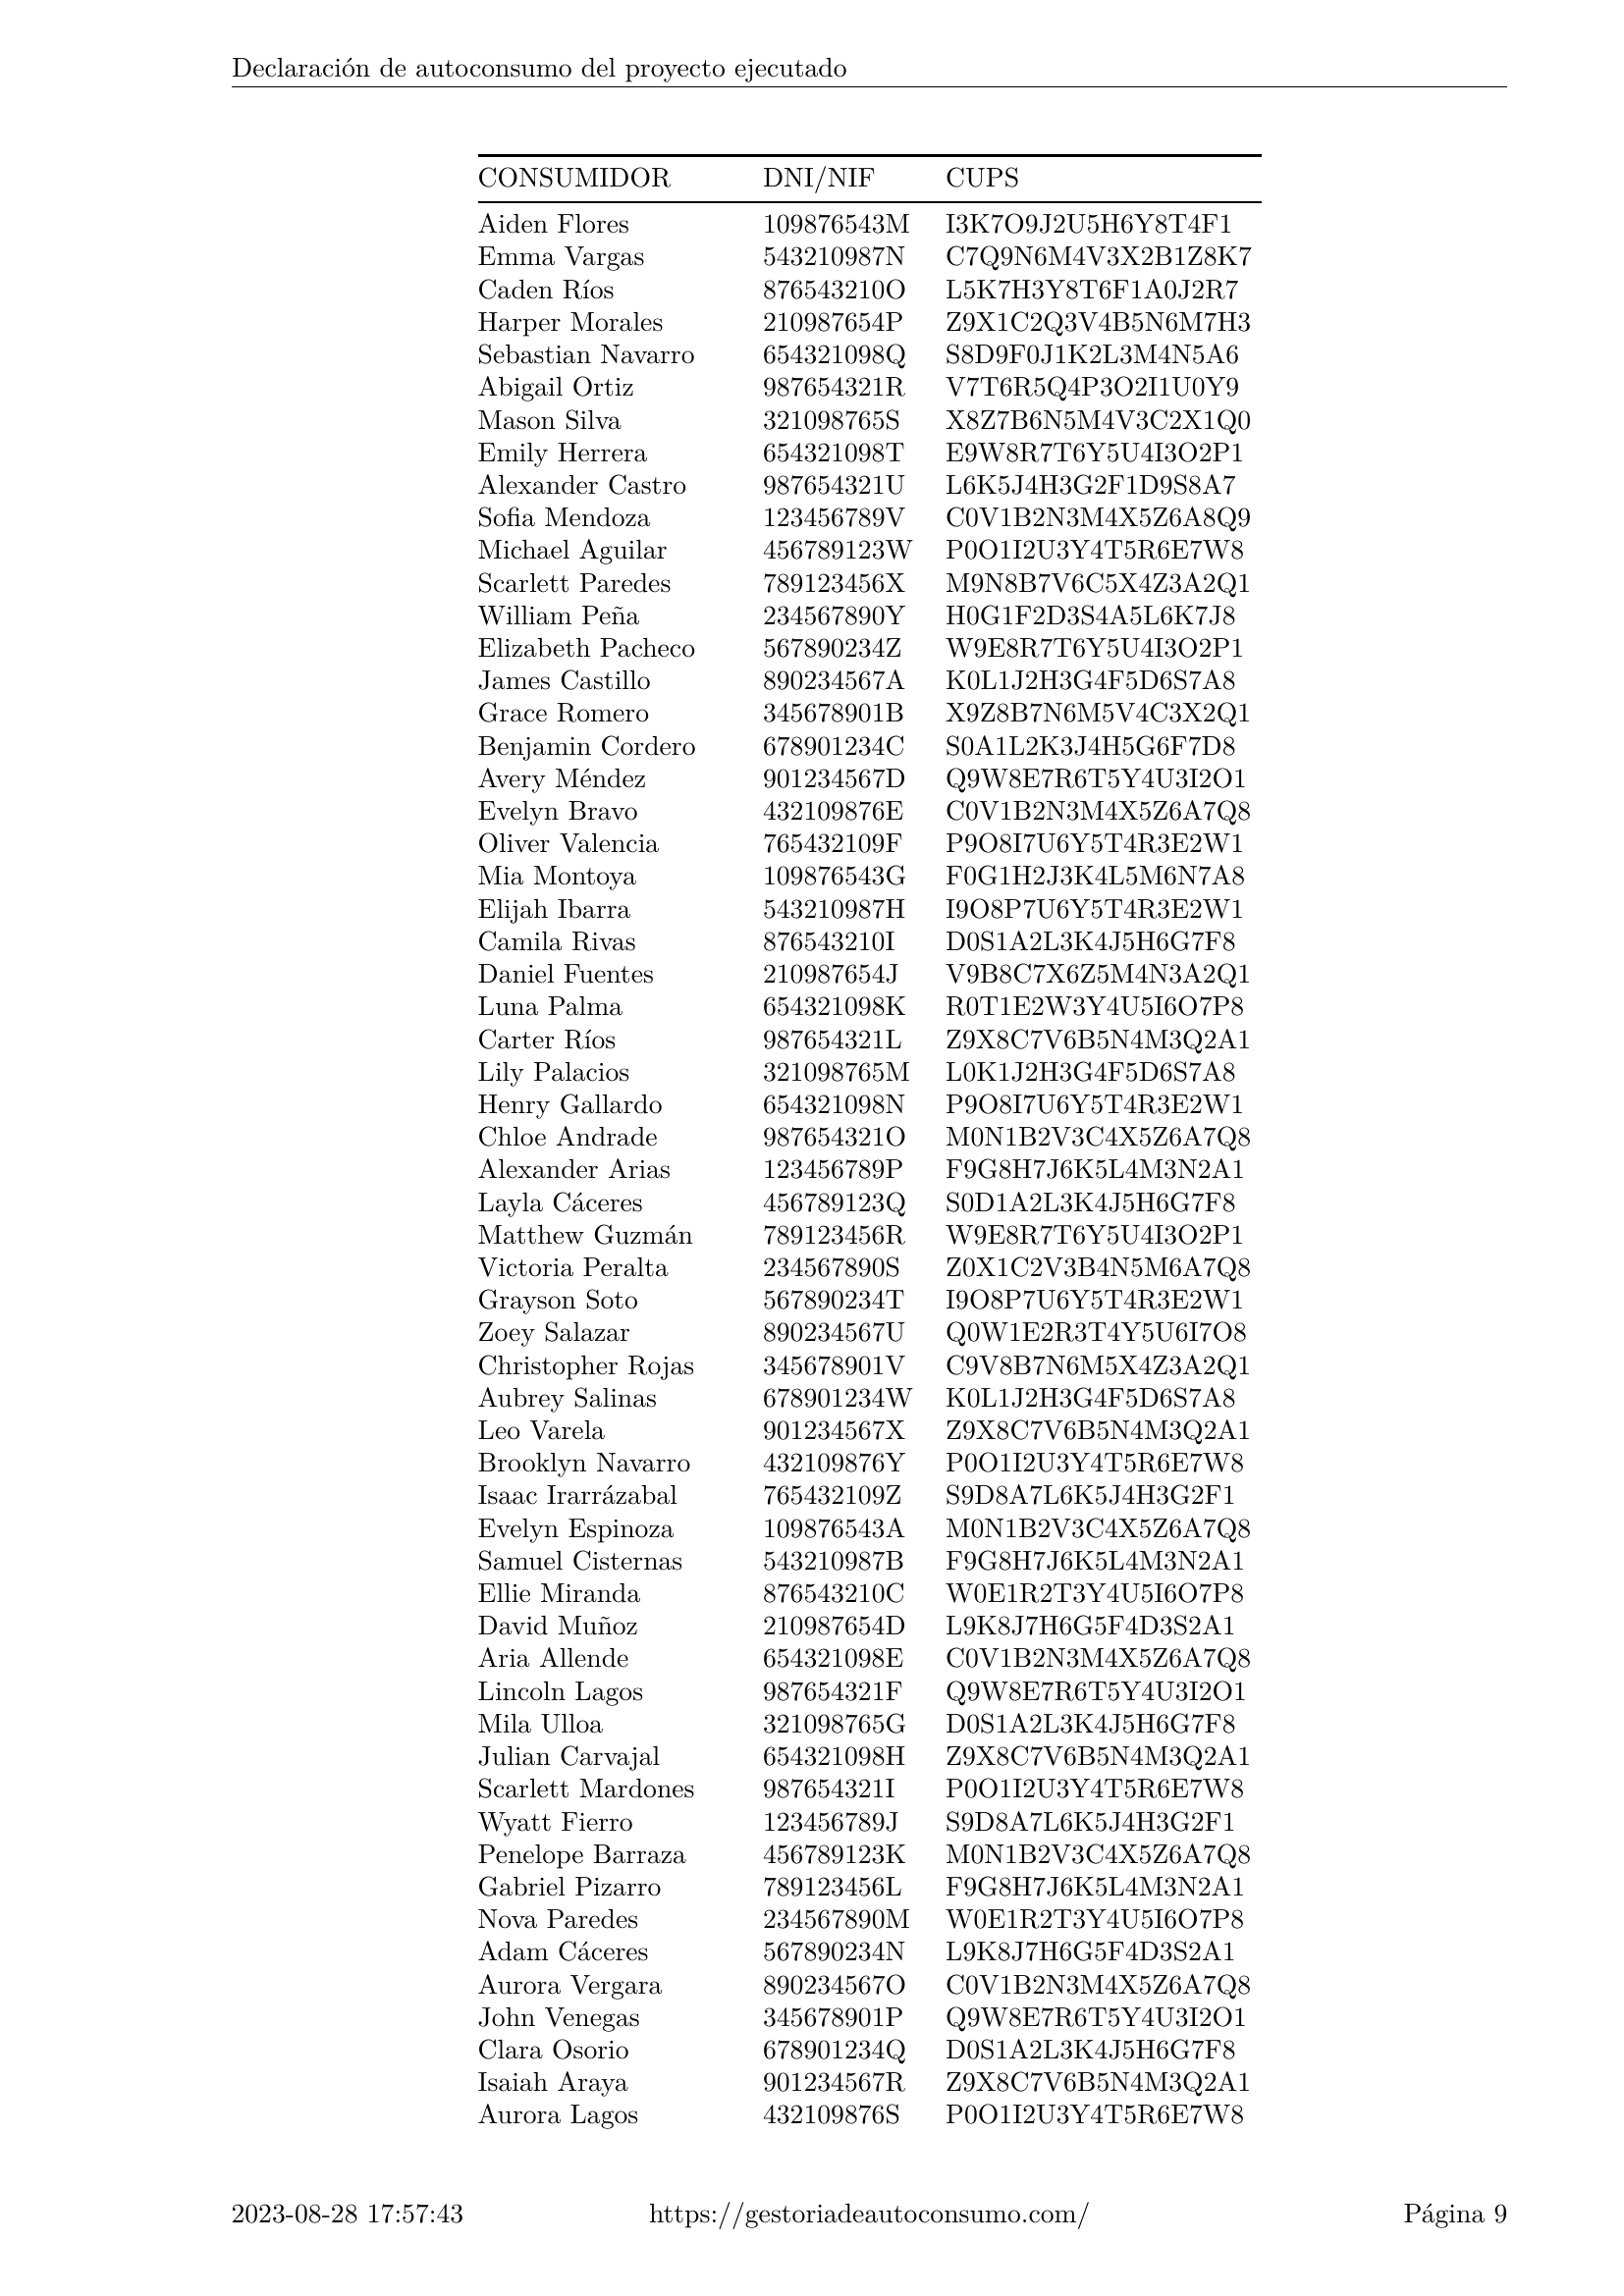 Declaración de autoconsumo del proyecto ejecutado
CONSUMIDOR DNI/NIF CUPS
Aiden Flores 109876543M I3K7O9J2U5H6Y8T4F1
Emma Vargas 543210987N C7Q9N6M4V3X2B1Z8K7
Caden Ríos 876543210O L5K7H3Y8T6F1A0J2R7
Harper Morales 210987654P Z9X1C2Q3V4B5N6M7H3
Sebastian Navarro 654321098Q S8D9F0J1K2L3M4N5A6
Abigail Ortiz 987654321R V7T6R5Q4P3O2I1U0Y9
Mason Silva 321098765S X8Z7B6N5M4V3C2X1Q0
Emily Herrera 654321098T E9W8R7T6Y5U4I3O2P1
Alexander Castro 987654321U L6K5J4H3G2F1D9S8A7
Sofia Mendoza 123456789V C0V1B2N3M4X5Z6A8Q9
Michael Aguilar 456789123W P0O1I2U3Y4T5R6E7W8
Scarlett Paredes 789123456X M9N8B7V6C5X4Z3A2Q1
William Peña 234567890Y H0G1F2D3S4A5L6K7J8
Elizabeth Pacheco 567890234Z W9E8R7T6Y5U4I3O2P1
James Castillo 890234567A K0L1J2H3G4F5D6S7A8
Grace Romero 345678901B X9Z8B7N6M5V4C3X2Q1
Benjamin Cordero 678901234C S0A1L2K3J4H5G6F7D8
Avery Méndez 901234567D Q9W8E7R6T5Y4U3I2O1
Evelyn Bravo 432109876E C0V1B2N3M4X5Z6A7Q8
Oliver Valencia 765432109F P9O8I7U6Y5T4R3E2W1
Mia Montoya 109876543G F0G1H2J3K4L5M6N7A8
Elijah Ibarra 543210987H I9O8P7U6Y5T4R3E2W1
Camila Rivas 876543210I D0S1A2L3K4J5H6G7F8
Daniel Fuentes 210987654J V9B8C7X6Z5M4N3A2Q1
Luna Palma 654321098K R0T1E2W3Y4U5I6O7P8
Carter Ríos 987654321L Z9X8C7V6B5N4M3Q2A1
Lily Palacios 321098765M L0K1J2H3G4F5D6S7A8
Henry Gallardo 654321098N P9O8I7U6Y5T4R3E2W1
Chloe Andrade 987654321O M0N1B2V3C4X5Z6A7Q8
Alexander Arias 123456789P F9G8H7J6K5L4M3N2A1
Layla Cáceres 456789123Q S0D1A2L3K4J5H6G7F8
Matthew Guzmán 789123456R W9E8R7T6Y5U4I3O2P1
Victoria Peralta 234567890S Z0X1C2V3B4N5M6A7Q8
Grayson Soto 567890234T I9O8P7U6Y5T4R3E2W1
Zoey Salazar 890234567U Q0W1E2R3T4Y5U6I7O8
Christopher Rojas 345678901V C9V8B7N6M5X4Z3A2Q1
Aubrey Salinas 678901234W K0L1J2H3G4F5D6S7A8
Leo Varela 901234567X Z9X8C7V6B5N4M3Q2A1
Brooklyn Navarro 432109876Y P0O1I2U3Y4T5R6E7W8
Isaac Irarrázabal 765432109Z S9D8A7L6K5J4H3G2F1
Evelyn Espinoza 109876543A M0N1B2V3C4X5Z6A7Q8
Samuel Cisternas 543210987B F9G8H7J6K5L4M3N2A1
Ellie Miranda 876543210C W0E1R2T3Y4U5I6O7P8
David Muñoz 210987654D L9K8J7H6G5F4D3S2A1
Aria Allende 654321098E C0V1B2N3M4X5Z6A7Q8
Lincoln Lagos 987654321F Q9W8E7R6T5Y4U3I2O1
Mila Ulloa 321098765G D0S1A2L3K4J5H6G7F8
Julian Carvajal 654321098H Z9X8C7V6B5N4M3Q2A1
Scarlett Mardones 987654321I P0O1I2U3Y4T5R6E7W8
Wyatt Fierro 123456789J S9D8A7L6K5J4H3G2F1
Penelope Barraza 456789123K M0N1B2V3C4X5Z6A7Q8
Gabriel Pizarro 789123456L F9G8H7J6K5L4M3N2A1
Nova Paredes 234567890M W0E1R2T3Y4U5I6O7P8
Adam Cáceres 567890234N L9K8J7H6G5F4D3S2A1
Aurora Vergara 890234567O C0V1B2N3M4X5Z6A7Q8
John Venegas 345678901P Q9W8E7R6T5Y4U3I2O1
Clara Osorio 678901234Q D0S1A2L3K4J5H6G7F8
Isaiah Araya 901234567R Z9X8C7V6B5N4M3Q2A1
Aurora Lagos 432109876S P0O1I2U3Y4T5R6E7W8
2023-08-28 17:57:43 https://gestoriadeautoconsumo.com/ Página 9